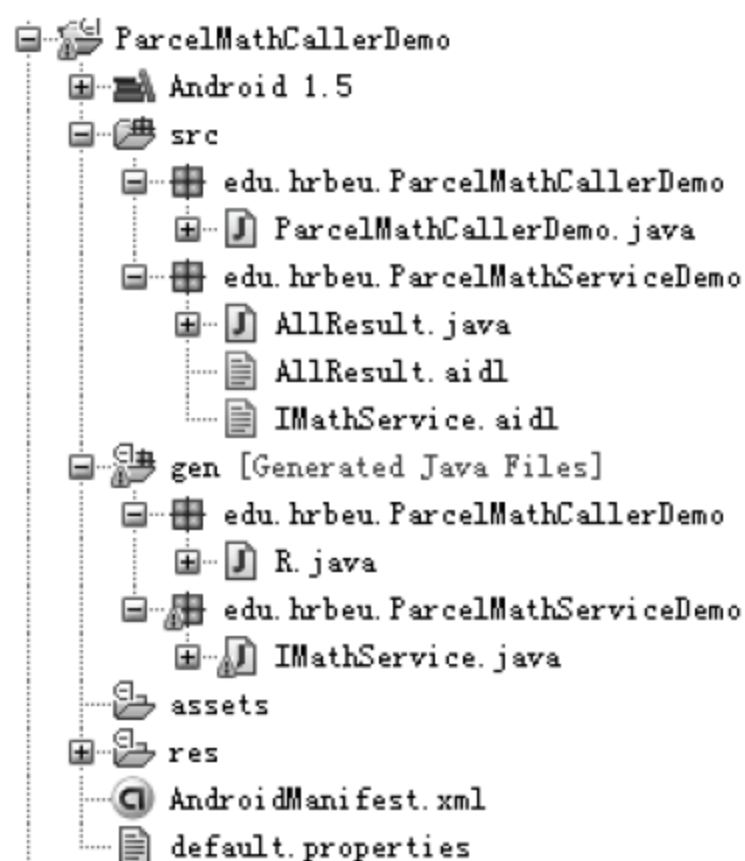 ParcelMathCallerDemo
Android 1.5
src
edu.hrbeu.ParcelMathCallerDemo
ParcelMathCallerDemo.java
edu.hrbeu.ParcelMathServiceDemo
AllResult.java
AllResult.aidl
IMathService.aidl
gen [Generated Java Files]
edu.hrbeu.ParcelMathCallerDemo
R.java
edu.hrbeu.ParcelMathServiceDemo
IMathService.java
assets
res
AndroidManifest.xml
default.properties